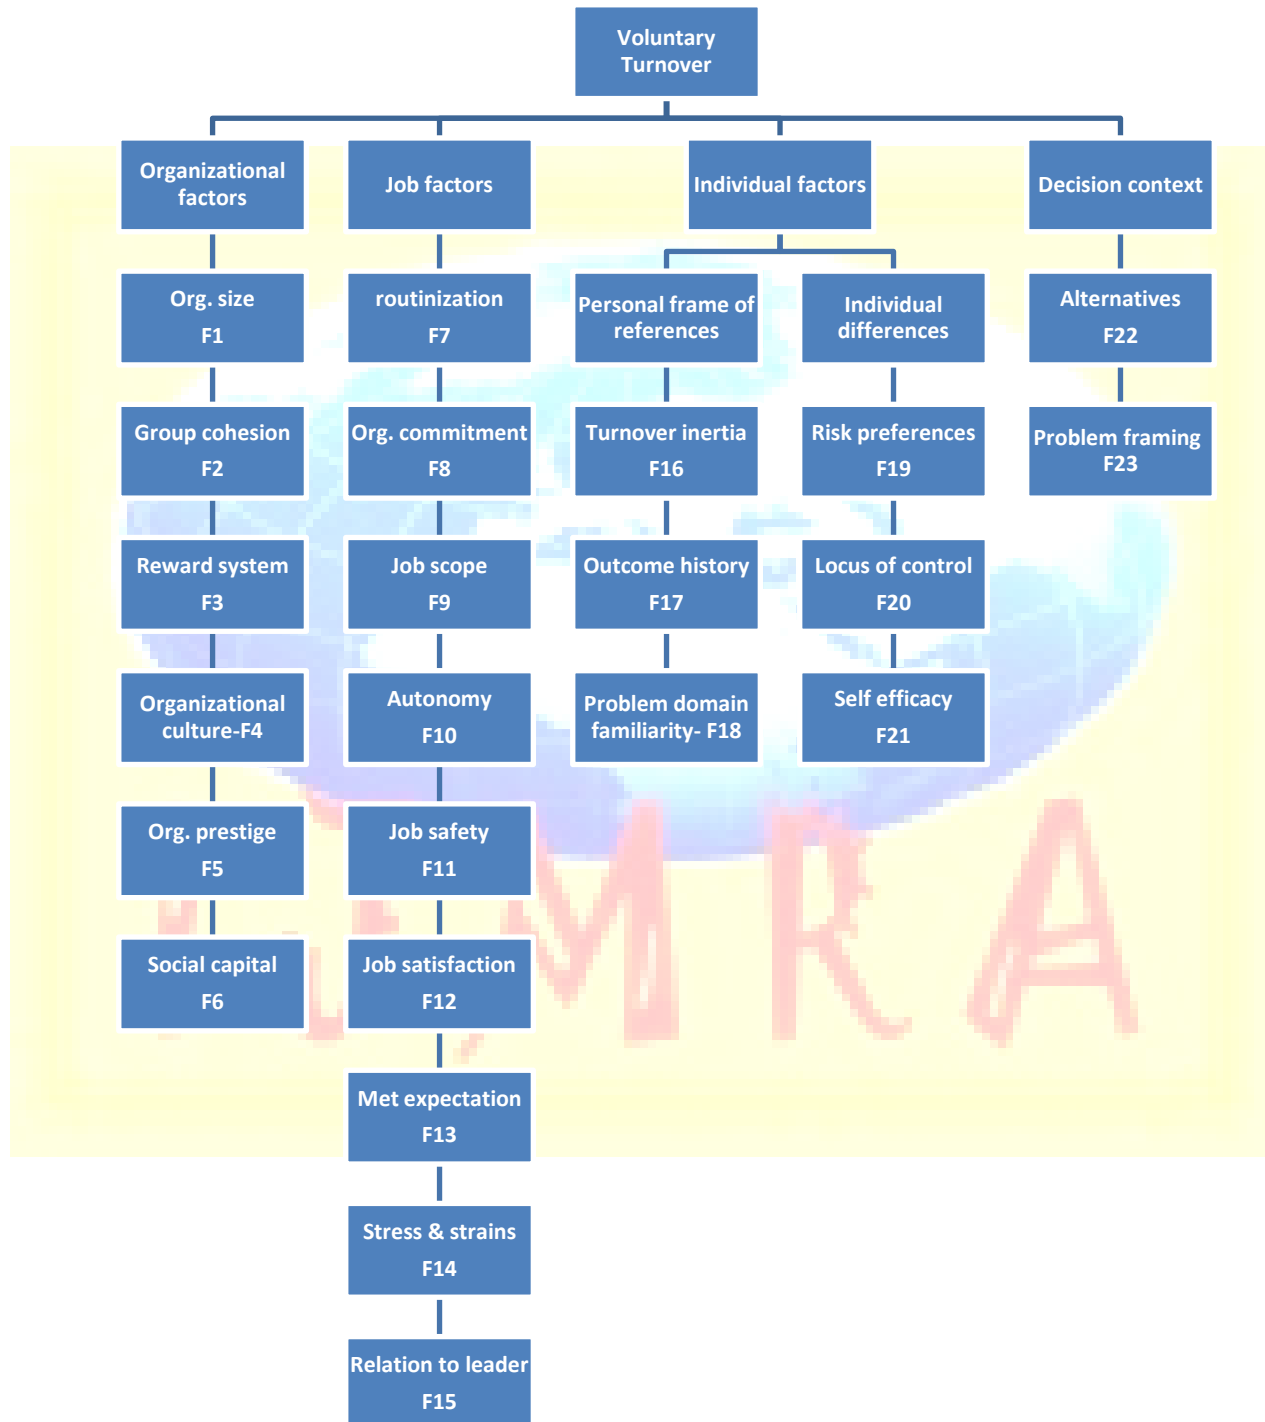 Voluntary
Turnover
Organizational
factors
Job factors
Individual factors
Decision context
Org. size
F1
routinization
F7
Personal frame of
references
Individual
differences
Alternatives
F22
Group cohesion
F2
Org. commitment
F8
Turnover inertia
F16
Risk preferences
F19
Problem framing
F23
Reward system
F3
Job scope
F9
Outcome history
F17
Locus of control
F20
Organizational
culture-F4
Autonomy
F10
Problem domain
familiarity- F18
Self efficacy
F21
Org. prestige
F5
Job safety
F11
Social capital
F6
Job satisfaction
F12
Met expectation
F13
Stress & strains
F14
Relation to leader
F15